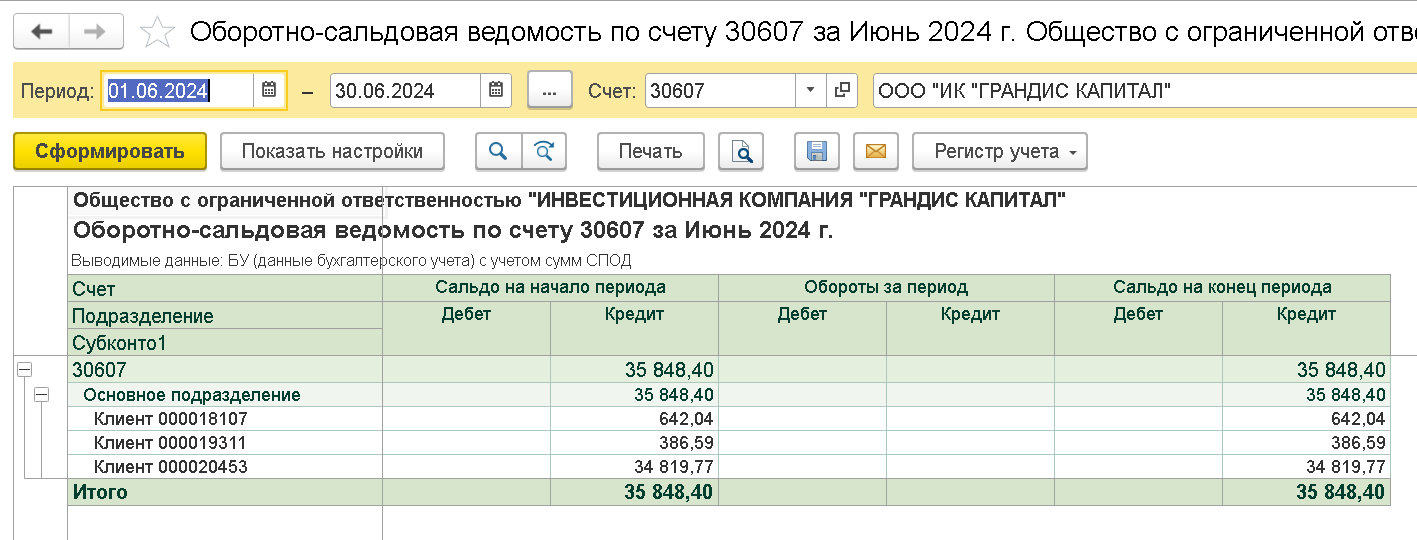 Оборотно-сальдовая ведомость по счету 30607 за Июнь 2024 г. Общество с ограниченной отве
Период: 01.06.2024 – 30.06.2024 ... Счет: 30607 ООО "ИК "ГРАНДИС КАПИТАЛ"
Сформировать Показать настройки Печать Регистр учета
Общество с ограниченной ответственностью "ИНВЕСТИЦИОННАЯ КОМПАНИЯ "ГРАНДИС КАПИТАЛ"
Оборотно-сальдовая ведомость по счету 30607 за Июнь 2024 г.
Выводимые данные: БУ (данные бухгалтерского учета) с учетом сумм СПОД
Счет Сальдо на начало периода Обороты за период Сальдо на конец периода
Подразделение Дебет Кредит Дебет Кредит Дебет Кредит
Субконто1
30607 35 848,40 35 848,40
Основное подразделение 35 848,40 35 848,40
Клиент 000018107 642,04 642,04
Клиент 000019311 386,59 386,59
Клиент 000020453 34 819,77 34 819,77
Итого 35 848,40 35 848,40